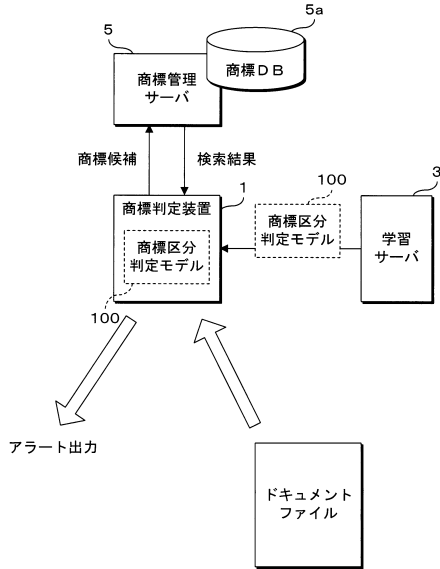 5
5a
商標管理
サーバ
商標DB
商標候補
検索結果
1
商標判定装置
商標区分
判定モデル
100
100
商標区分
判定モデル
3
学習
サーバ
アラート出力
ドキュメント
ファイル